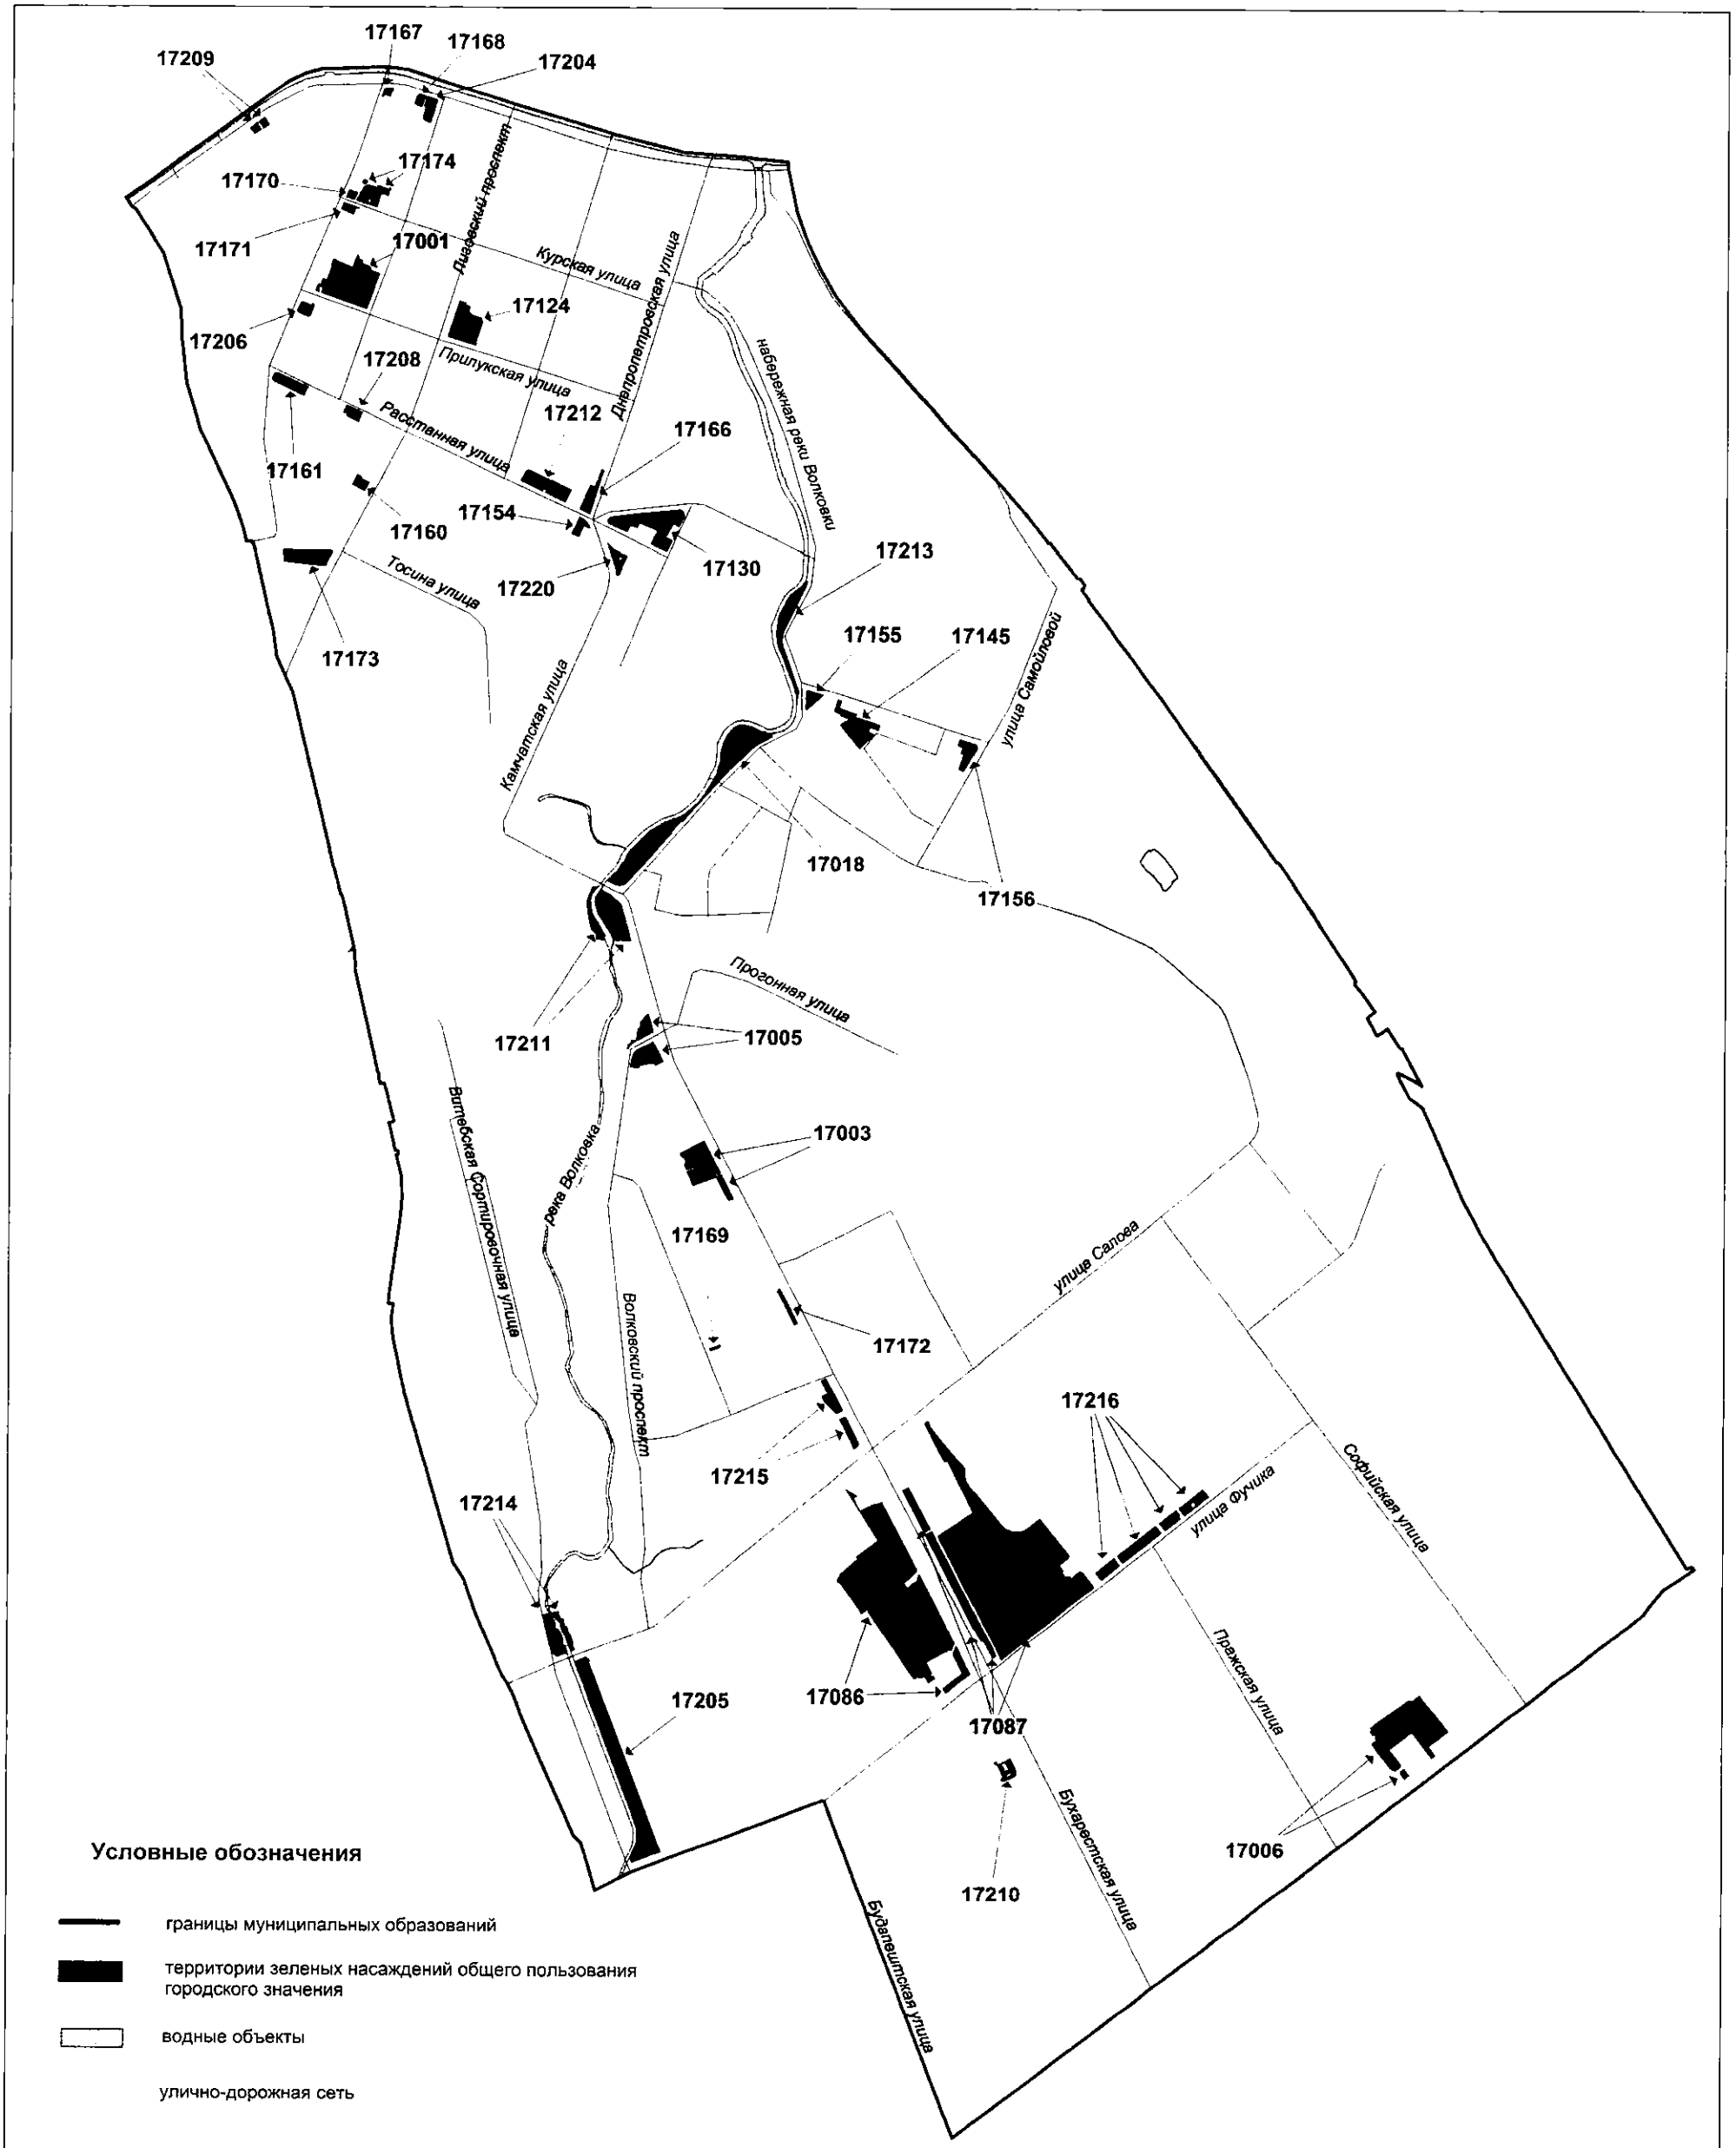 17167
17168
17209
17204
17174
17170
17171
Лиговский проспект
17001
Курская улица
Днепропетровская улица
17124
17206
17208
Прилукская улица
набережная реки Волковки
17212
Расстанная улица
17166
17161
17154
17160
17213
17130
Тосина улица
17220
17155
17145
17173
улица Самойловой
Камчатская улица
17018
17156
Прогонная улица
17211
17005
Витебская Сортировочная улица
река Волковка
17003
17169
улица Салова
Волковский проспект
17172
17216
17215
Софийская улица
17214
улица Фучика
Пражская улица
17205
17086
17087
Бухарестская улица
17006
17210
Будапештская улица
Условные обозначения
границы муниципальных образований
территории зеленых насаждений общего пользования
городского значения
водные объекты
улично-дорожная сеть